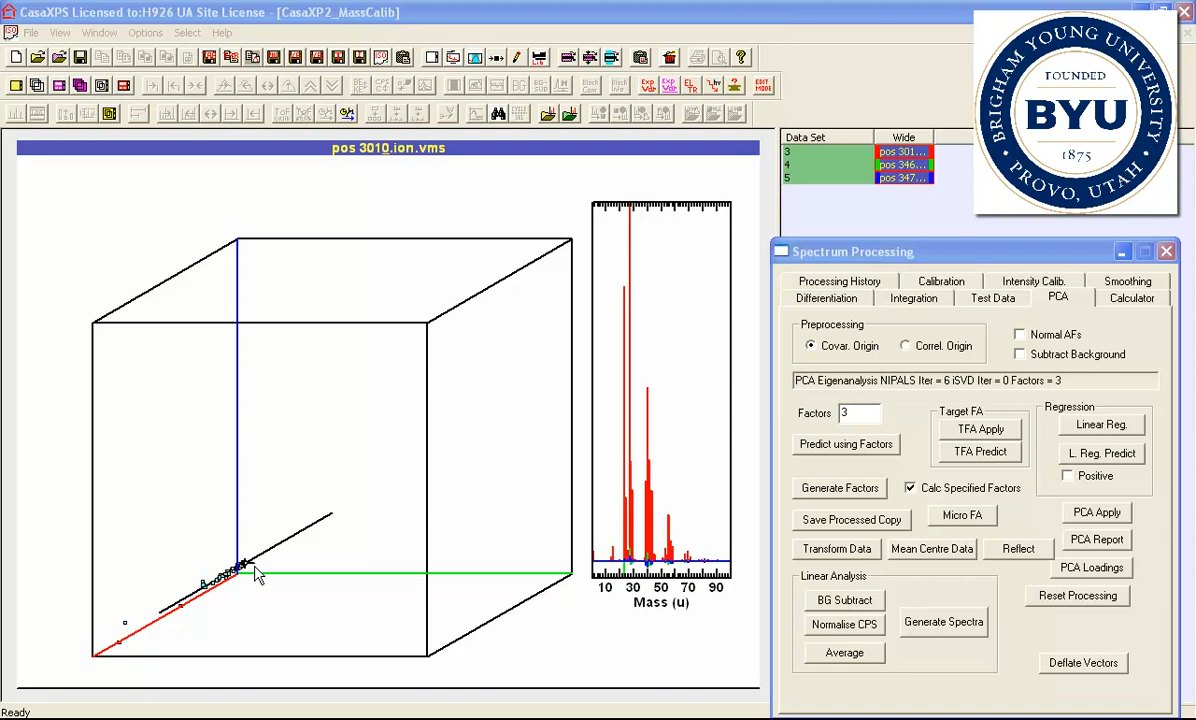 CasaXPS Licensed to:H926 UA Site License - [CasaXP2_MassCalib]
File View Window Options Select Help
pos 3010.ion.vms
Data Set Wide
3 pos 301...
4 pos 346...
5 pos 347...
BRIGHAM YOUNG UNIVERSITY
FOUNDED
BYU
1875
PROVO, UTAH
Spectrum Processing
Processing History Calibration Intensity Calib. Smoothing
Differentiation Integration Test Data PCA Calculator
Preprocessing
Covar. Origin Correl. Origin
Normal AFs
Subtract Background
PCA Eigenanalysis NIPALS Iter = 6 iSVD Iter = 0 Factors = 3
Factors 3
Target FA
TFA Apply
TFA Predict
Regression
Linear Reg.
L. Reg. Predict
Positive
Predict using Factors
Generate Factors
Calc Specified Factors
Save Processed Copy
Micro FA
PCA Apply
Transform Data Mean Centre Data Reflect
PCA Report
PCA Loadings
Linear Analysis
BG Subtract
Normalise CPS
Average
Generate Spectra
Reset Processing
Deflate Vectors
10 30 50 70 90
Mass (u)
Ready